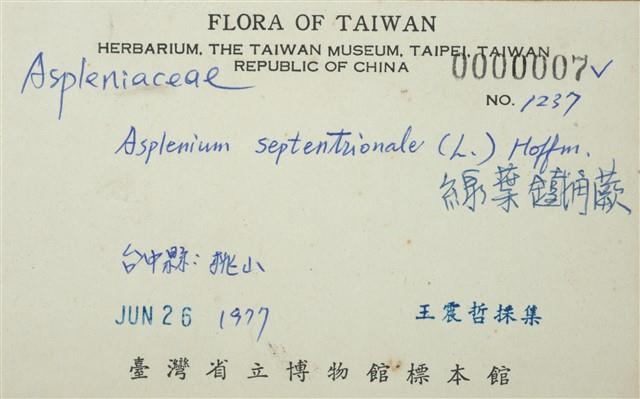 FLORA OF TAIWAN
HERBARIUM, THE TAIWAN MUSEUM, TAIPEI, TAIWAN
REPUBLIC OF CHINA
0000007✓
Aspleniaceae
NO. 1237
Asplenium septentrionale (L.) Hoffm.
線葉鐵角蕨
台中縣: 桃山
JUN 26 1977
王震哲採集
臺灣省立博物館標本館